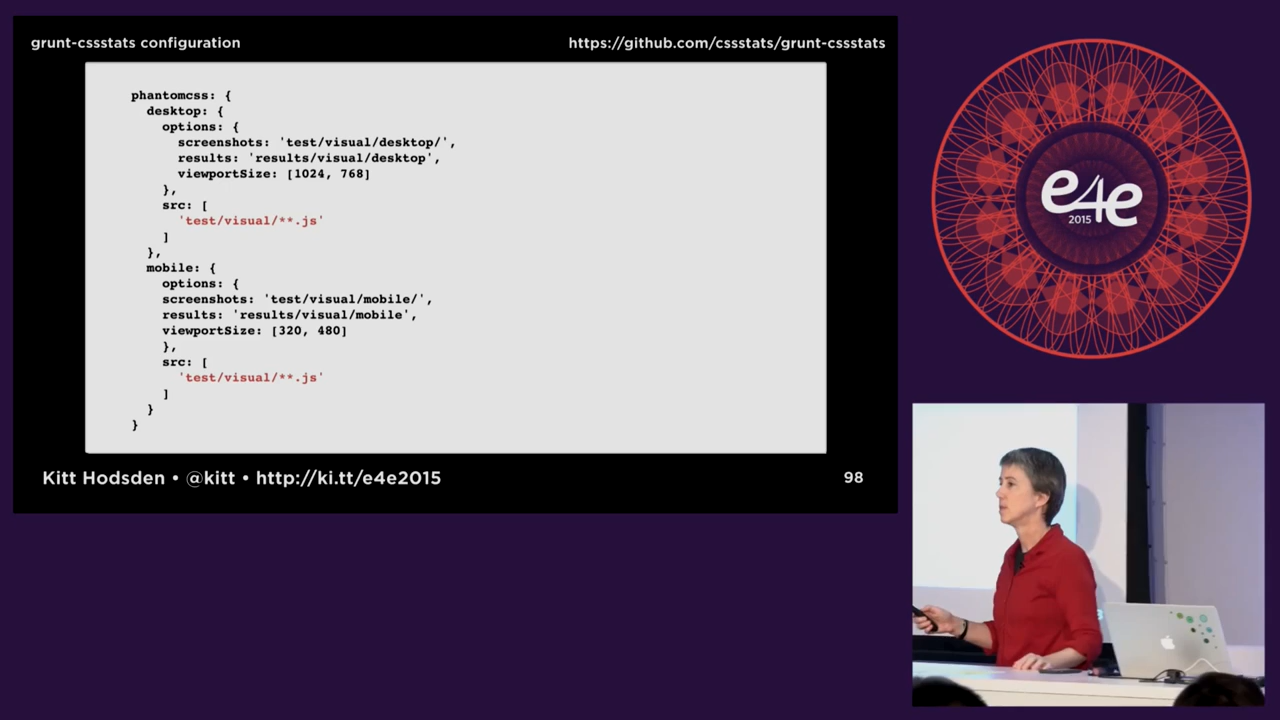 grunt-cssstats configuration
https://github.com/cssstats/grunt-cssstats
phantomcss: {
desktop: {
options: {
screenshots: 'test/visual/desktop/',
results: 'results/visual/desktop',
viewportSize: [1024, 768]
},
src: [
'test/visual/**.js'
]
},
mobile: {
options: {
screenshots: 'test/visual/mobile/',
results: 'results/visual/mobile',
viewportSize: [320, 480]
},
src: [
'test/visual/**.js'
]
}
}
Kitt Hodsden • @kitt • http://ki.tt/e4e2015
98
e4e
2015